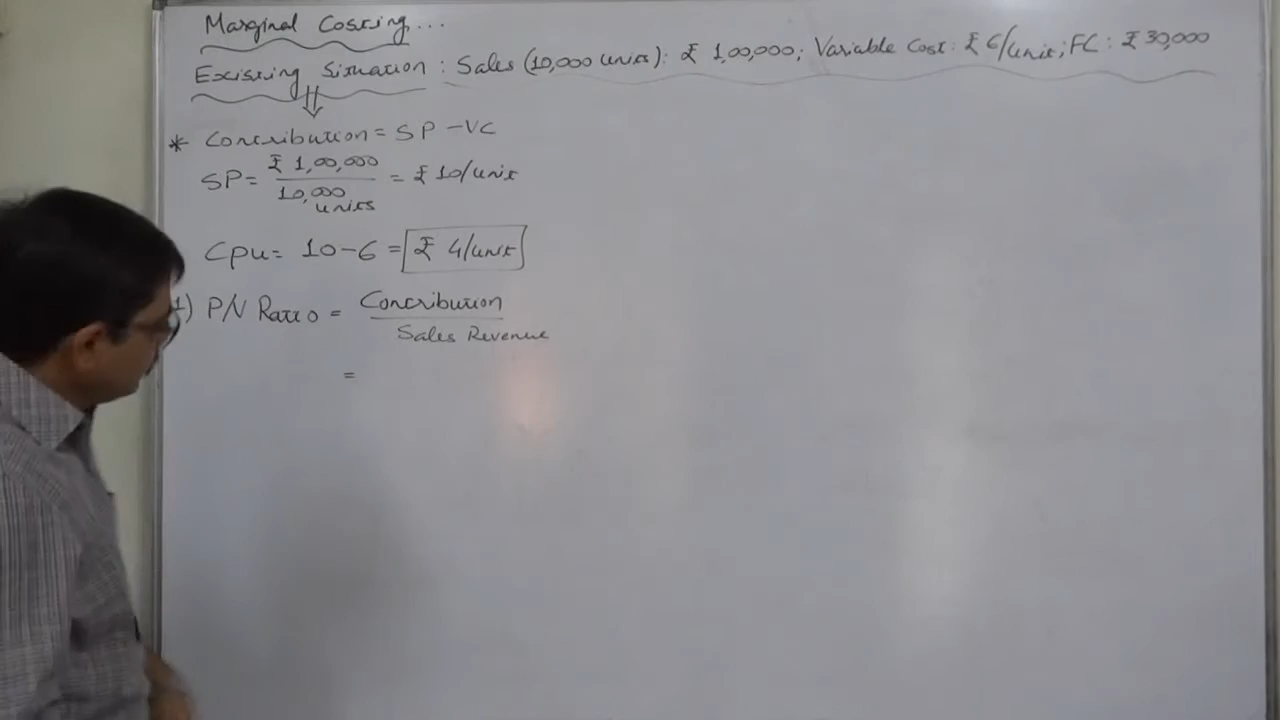 Marginal Costing...
Existing Situation : Sales (10,000 units): ₹ 1,00,000; Variable Cost: ₹ 6/unit; FC: ₹ 30,000
* Contribution = SP - VC
SP = ₹ 1,00,000 / 10,000 units = ₹ 10/unit
Cpu = 10 - 6 = ₹ 4/unit
1) P/V Ratio = Contribution / Sales Revenue
=